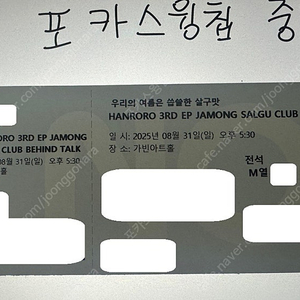 포 카 스윙칩 중
RORO 3RD EP JAMONG
CLUB BEHIND TALK
08월 31일(일) 오후 5:30
홀
우리의 여름은 씁쓸한 살구맛
HANRORO 3RD EP JAMONG SALGU CLUB
일 시: 2025년 08월 31일(일) 오후 5:30
장 소: 가빈아트홀
전석
M열